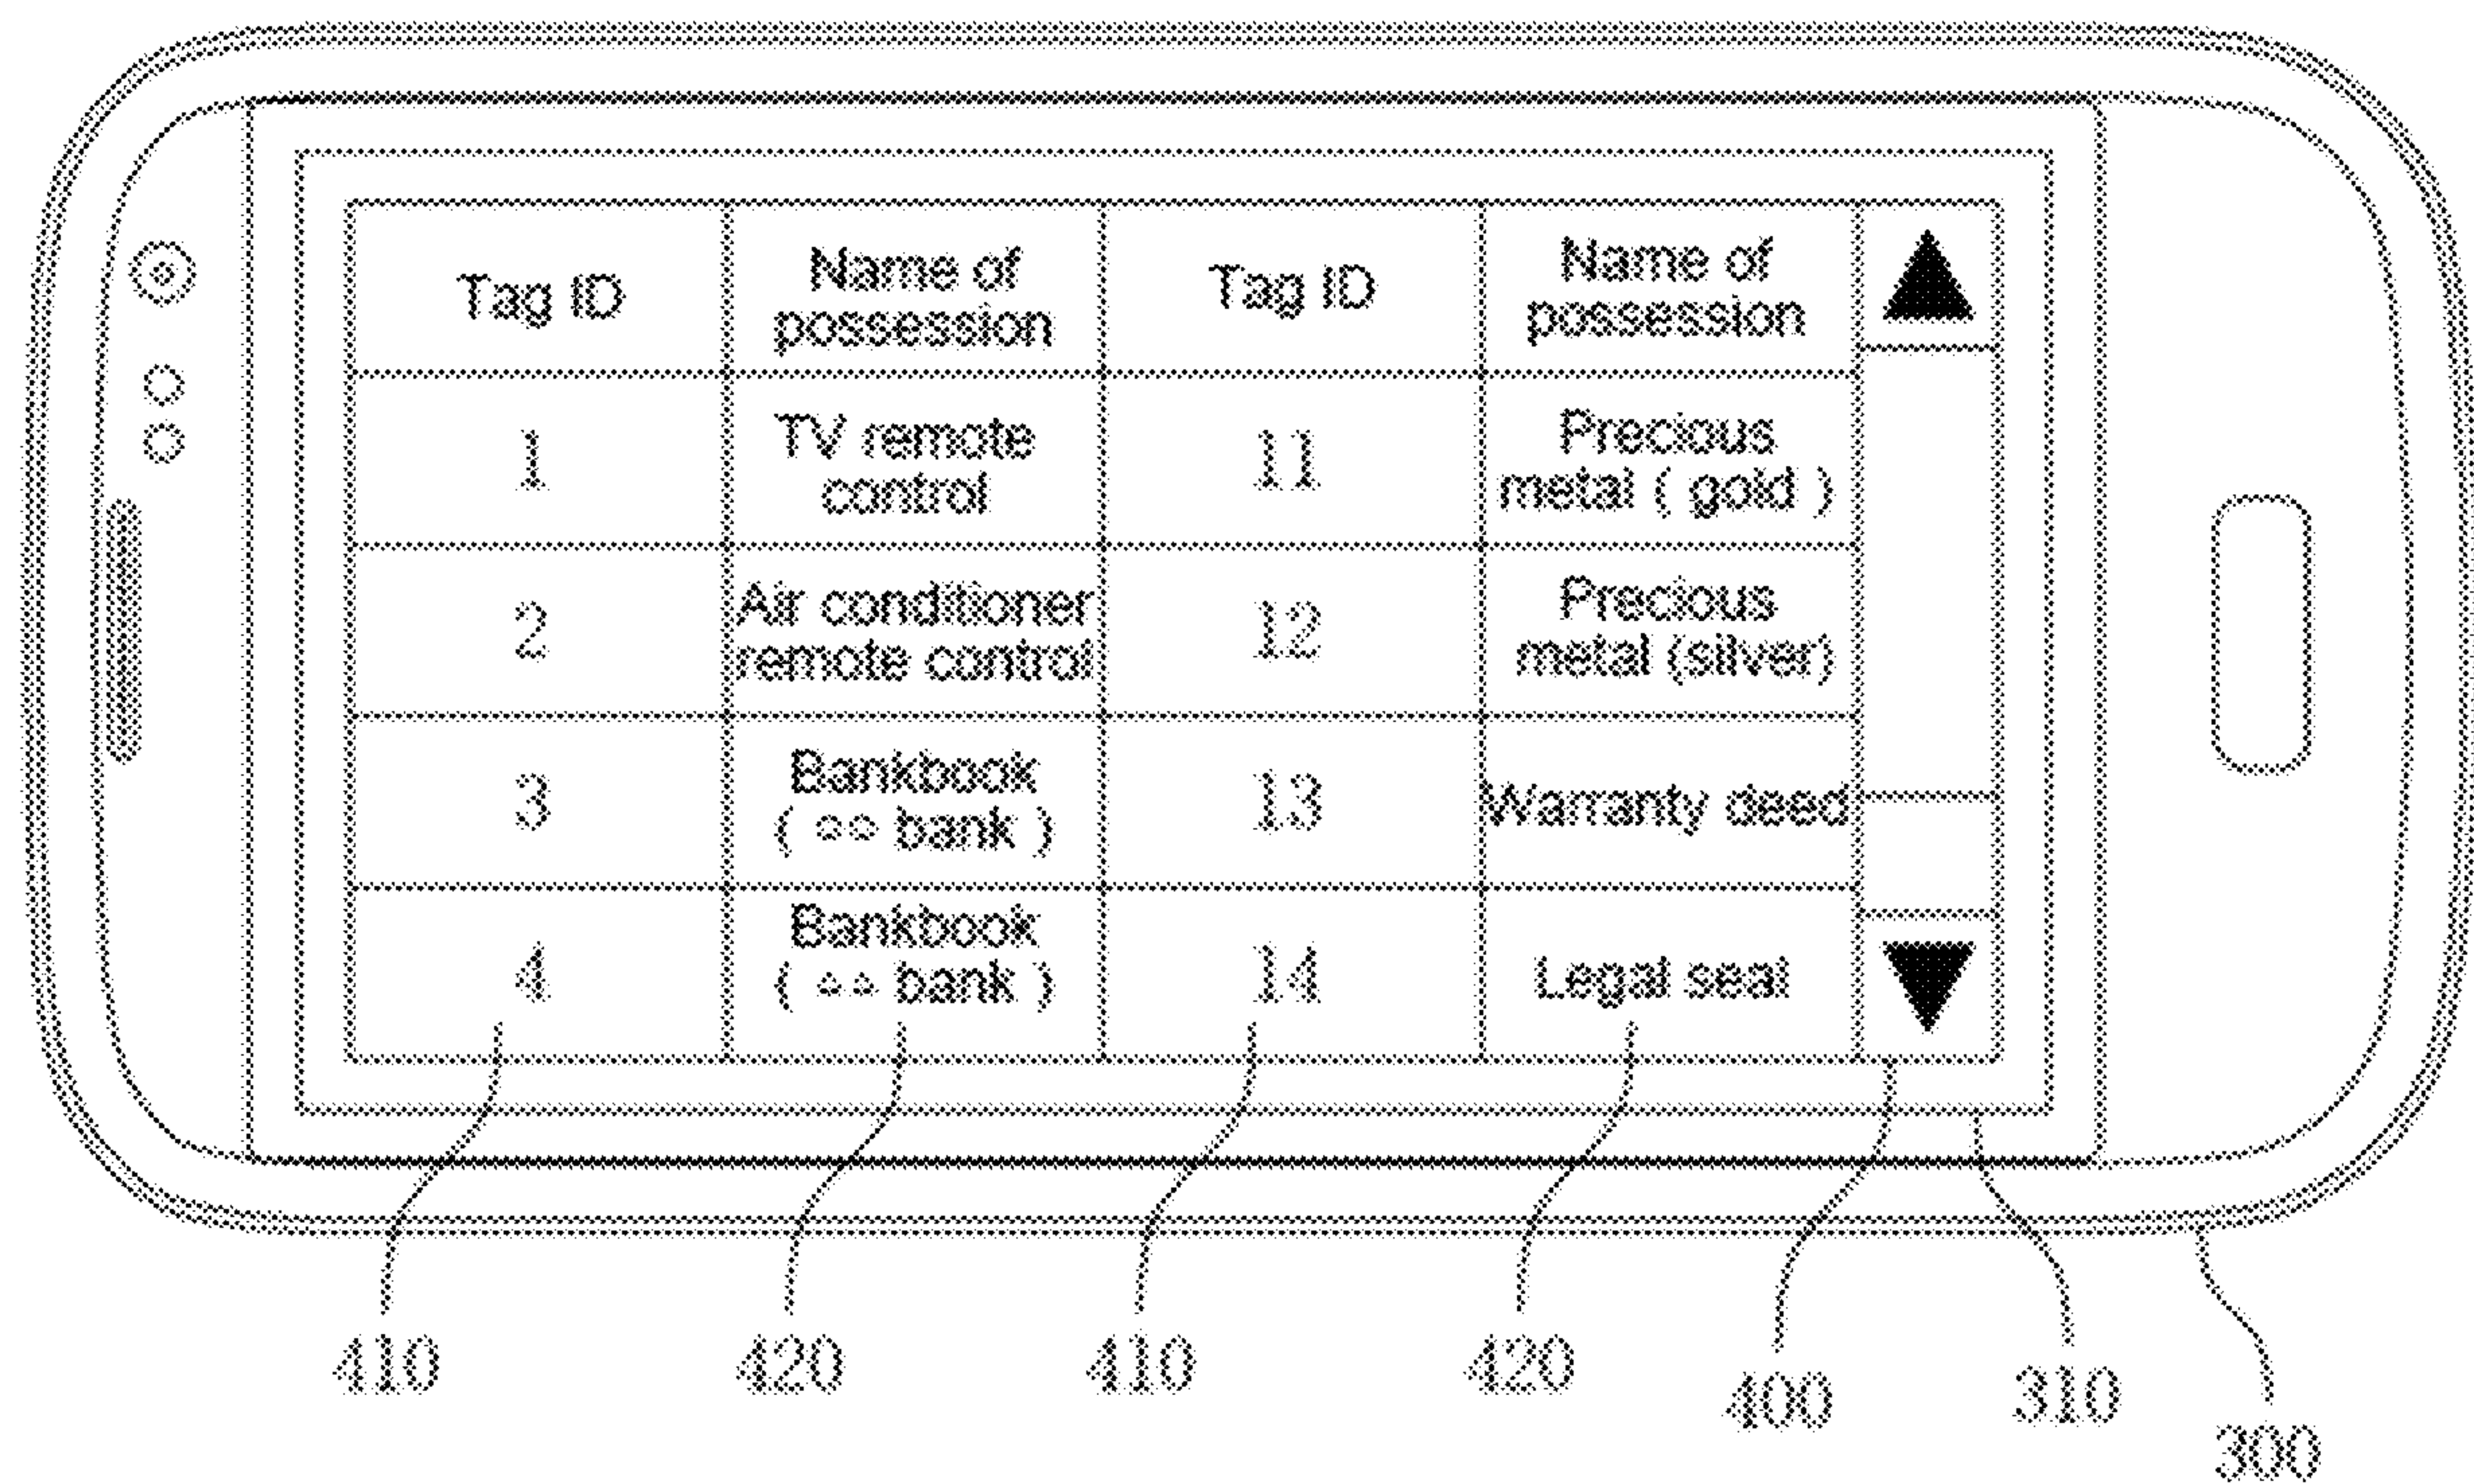 Tag ID
Name of
possession
Tag ID
Name of
possession
1
TV remote
control
11
Precious
metal ( gold )
2
Air conditioner
remote control
12
Precious
metal (silver)
3
Bankbook
( ○○ bank )
13
Warranty deed
4
Bankbook
( △△ bank )
14
Legal seal
410
420
410
420
400
310
300